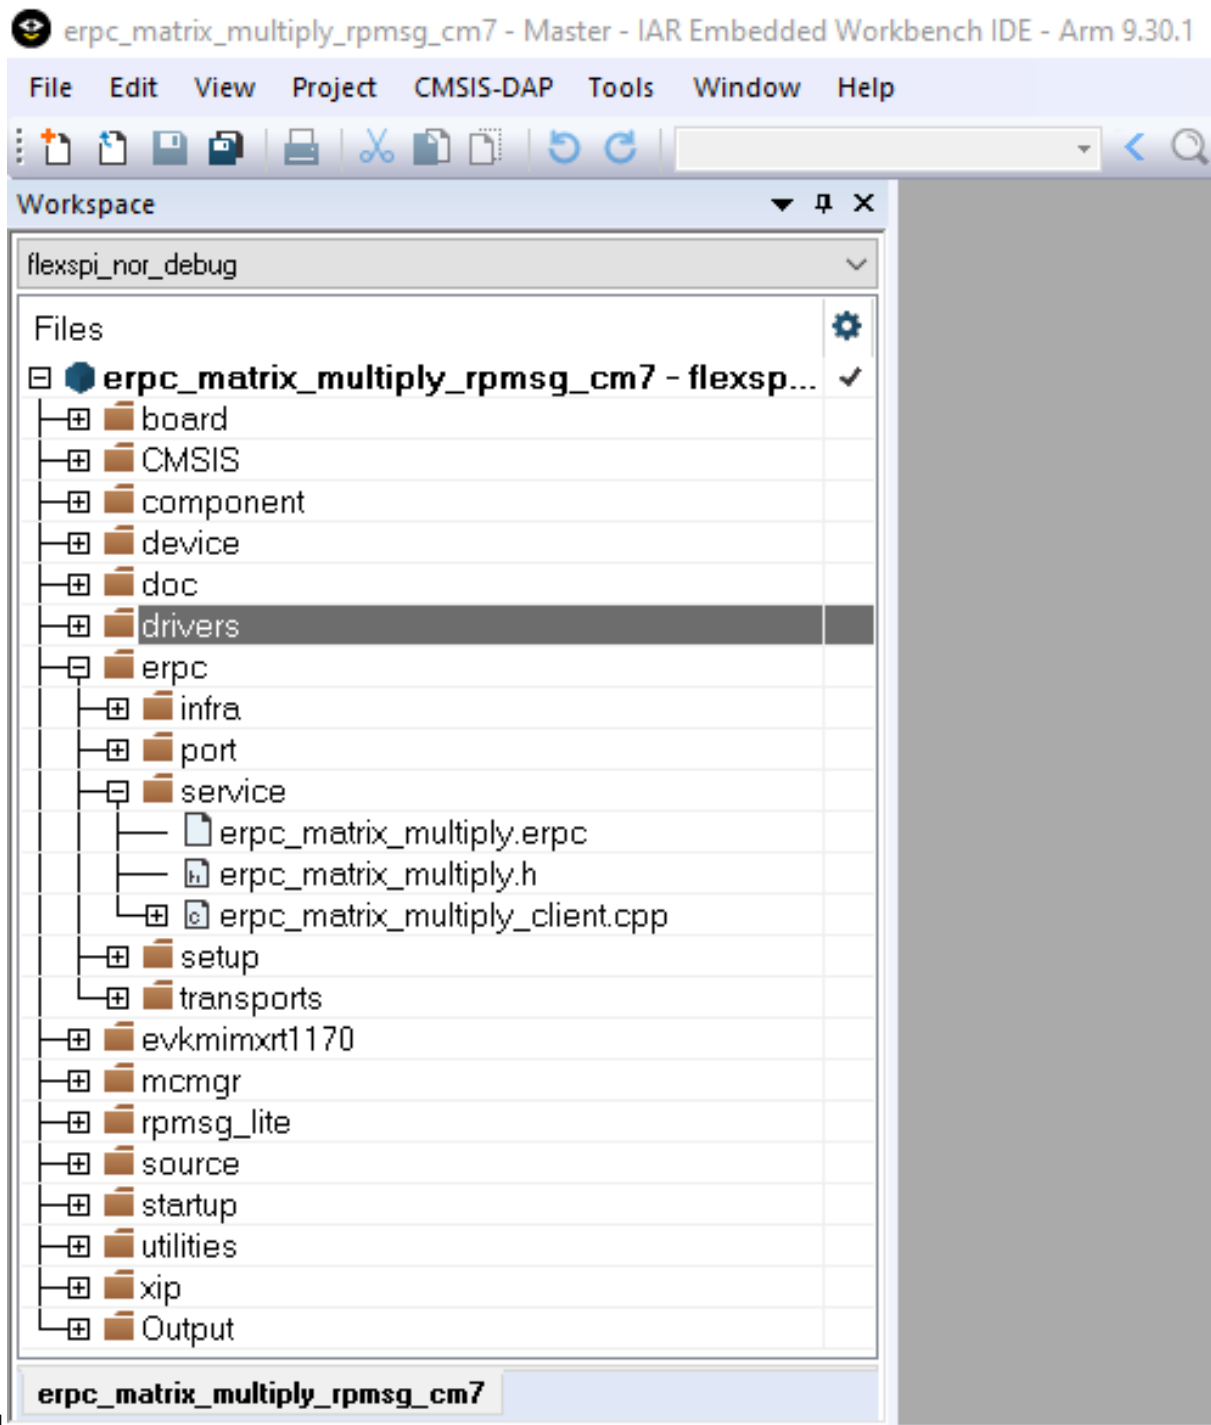 erpc_matrix_multiply_rpmsg_cm7 - Master - IAR Embedded Workbench IDE - Arm 9.30.1
File Edit View Project CMSIS-DAP Tools Window Help
Workspace
flexspi_nor_debug
Files
erpc_matrix_multiply_rpmsg_cm7 - flexsp...
board
CMSIS
component
device
doc
drivers
erpc
infra
port
service
erpc_matrix_multiply.erpc
erpc_matrix_multiply.h
erpc_matrix_multiply_client.cpp
setup
transports
evkmimxrt1170
mcmgr
rpmsg_lite
source
startup
utilities
xip
Output
erpc_matrix_multiply_rpmsg_cm7